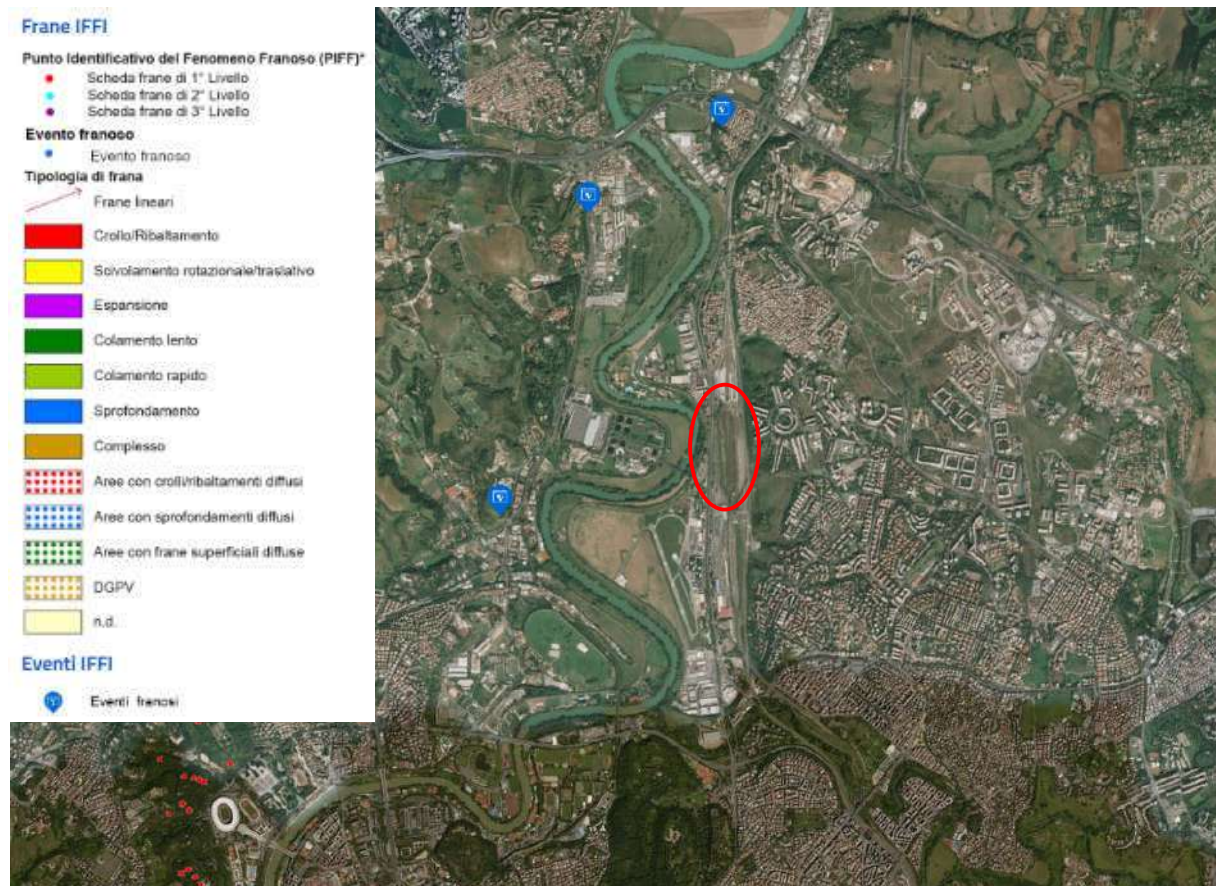 Frane IFFI
Punto Identificativo del Fenomeno Franoso (PIFF)*
Scheda frane di 1° Livello
Scheda frane di 2° Livello
Scheda frane di 3° Livello
Evento franoso
Evento franoso
Tipologia di frana
Frane lineari
Crollo/Ribaltamento
Scivolamento rotazionale/traslativo
Espansione
Colamento lento
Colamento rapido
Sprofondamento
Complesso
Aree con crolli/ribaltamenti diffusi
Aree con sprofondamenti diffusi
Aree con frane superficiali diffuse
DGPV
n.d.
Eventi IFFI
Eventi franosi